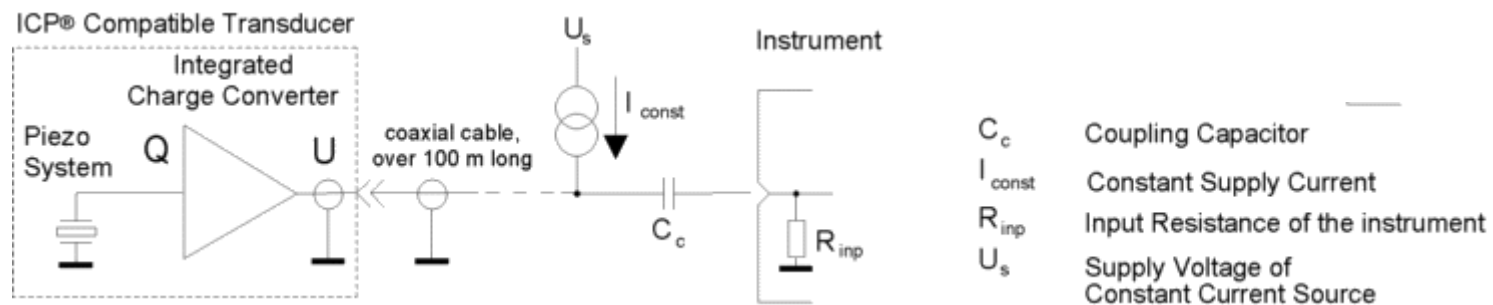 ICP® Compatible Transducer
Integrated
Charge Converter
Piezo
System
Q
U
coaxial cable,
over 100 m long
Us
I const
Cc
Instrument
Rinp
Cc Coupling Capacitor
I const Constant Supply Current
Rinp Input Resistance of the instrument
Us Supply Voltage of
Constant Current Source